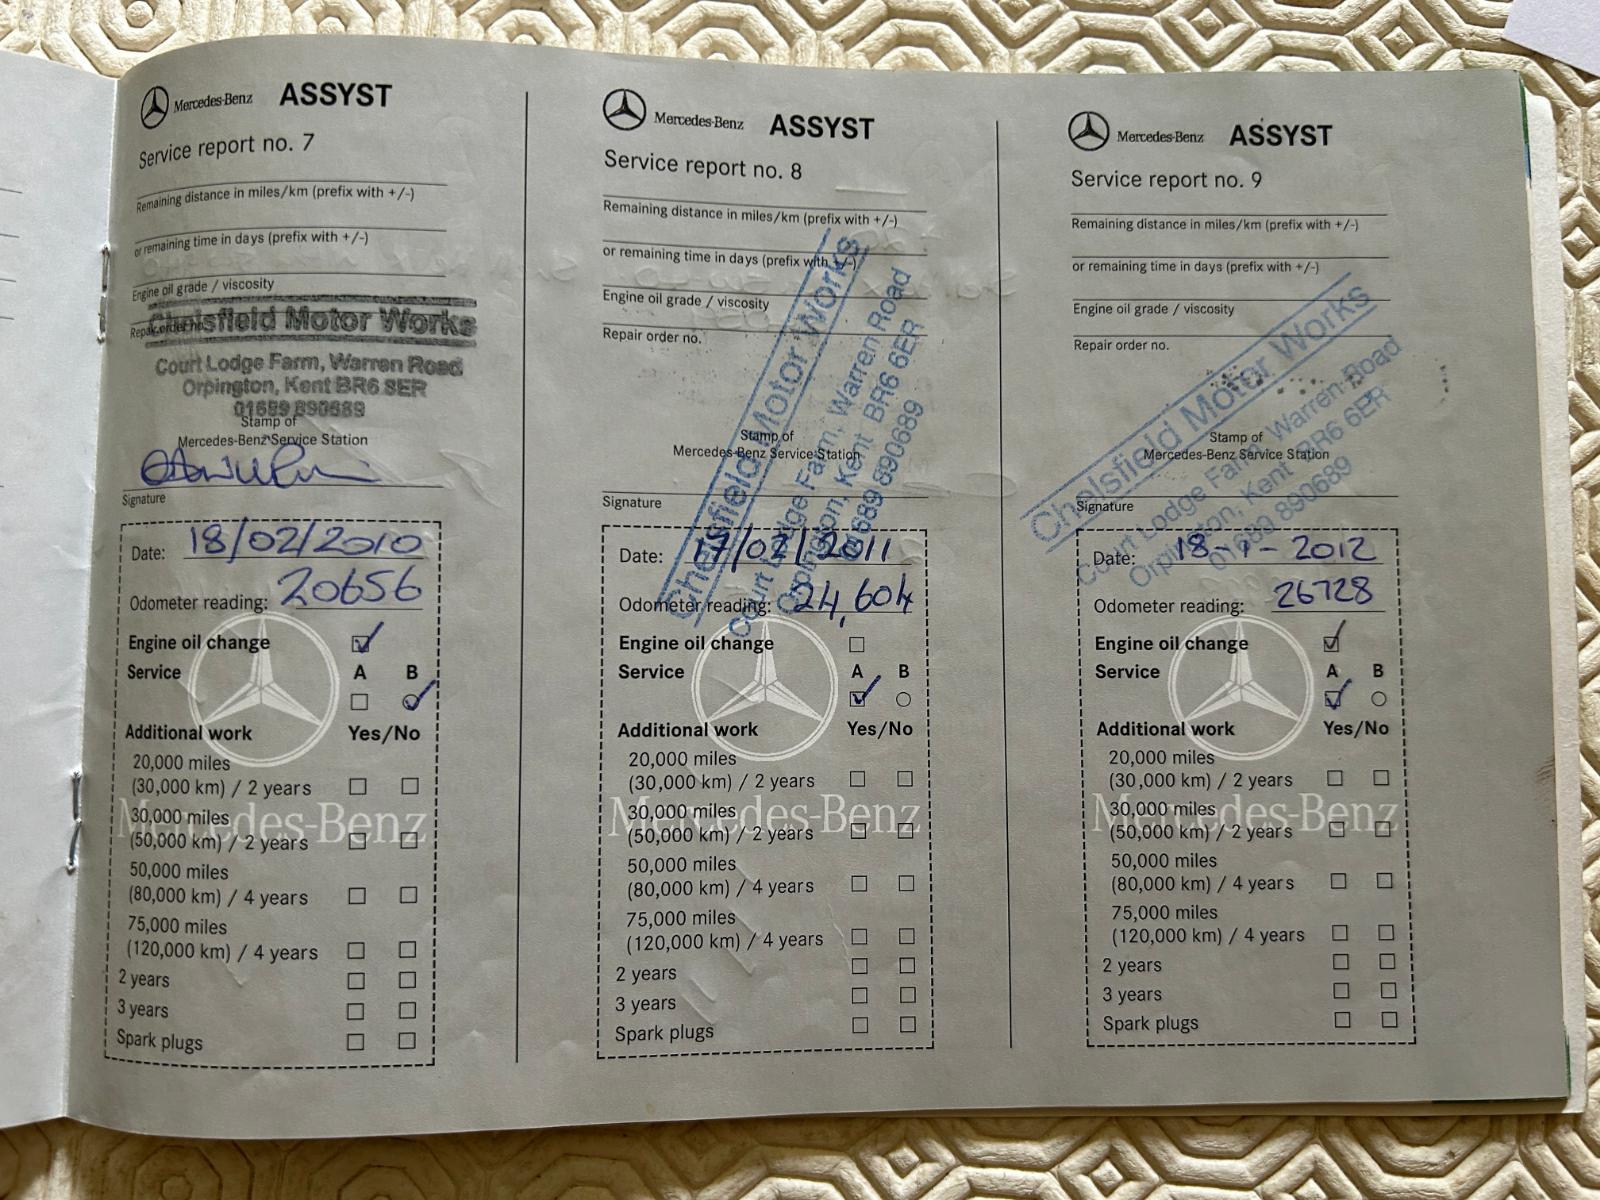 Mercedes-Benz ASSYST
Service report no. 7
Remaining distance in miles/km (prefix with +/-)
or remaining time in days (prefix with +/-)
Engine oil grade / viscosity
Repair order no.
Chelsfield Motor Works
Court Lodge Farm, Warren Road
Orpington, Kent BR6 6ER
01689 890689
Stamp of
Mercedes-Benz Service Station
Signature
Date: 18/02/2010
Odometer reading: 20656
Engine oil change
Service A B
Additional work Yes/No
20,000 miles
(30,000 km) / 2 years
30,000 miles
(50,000 km) / 2 years
50,000 miles
(80,000 km) / 4 years
75,000 miles
(120,000 km) / 4 years
2 years
3 years
Spark plugs
Mercedes-Benz
Mercedes-Benz ASSYST
Service report no. 8
Remaining distance in miles/km (prefix with +/-)
or remaining time in days (prefix with +/-)
Engine oil grade / viscosity
Repair order no.
Chelsfield Motor Works
Court Lodge Farm, Warren Road
Orpington, Kent BR6 6ER
01689 890689
Stamp of
Mercedes-Benz Service Station
Signature
Date: 17/02/2011
Odometer reading: 24,604
Engine oil change
Service A B
Additional work Yes/No
20,000 miles
(30,000 km) / 2 years
30,000 miles
(50,000 km) / 2 years
50,000 miles
(80,000 km) / 4 years
75,000 miles
(120,000 km) / 4 years
2 years
3 years
Spark plugs
Mercedes-Benz
Mercedes-Benz ASSYST
Service report no. 9
Remaining distance in miles/km (prefix with +/-)
or remaining time in days (prefix with +/-)
Engine oil grade / viscosity
Repair order no.
Chelsfield Motor Works
Court Lodge Farm Warren Road
Orpington, Kent BR6 6ER
01689 890689
Stamp of
Mercedes-Benz Service Station
Signature
Date: 18-1-2012
Odometer reading: 26728
Engine oil change
Service A B
Additional work Yes/No
20,000 miles
(30,000 km) / 2 years
30,000 miles
(50,000 km) / 2 years
50,000 miles
(80,000 km) / 4 years
75,000 miles
(120,000 km) / 4 years
2 years
3 years
Spark plugs
Mercedes-Benz